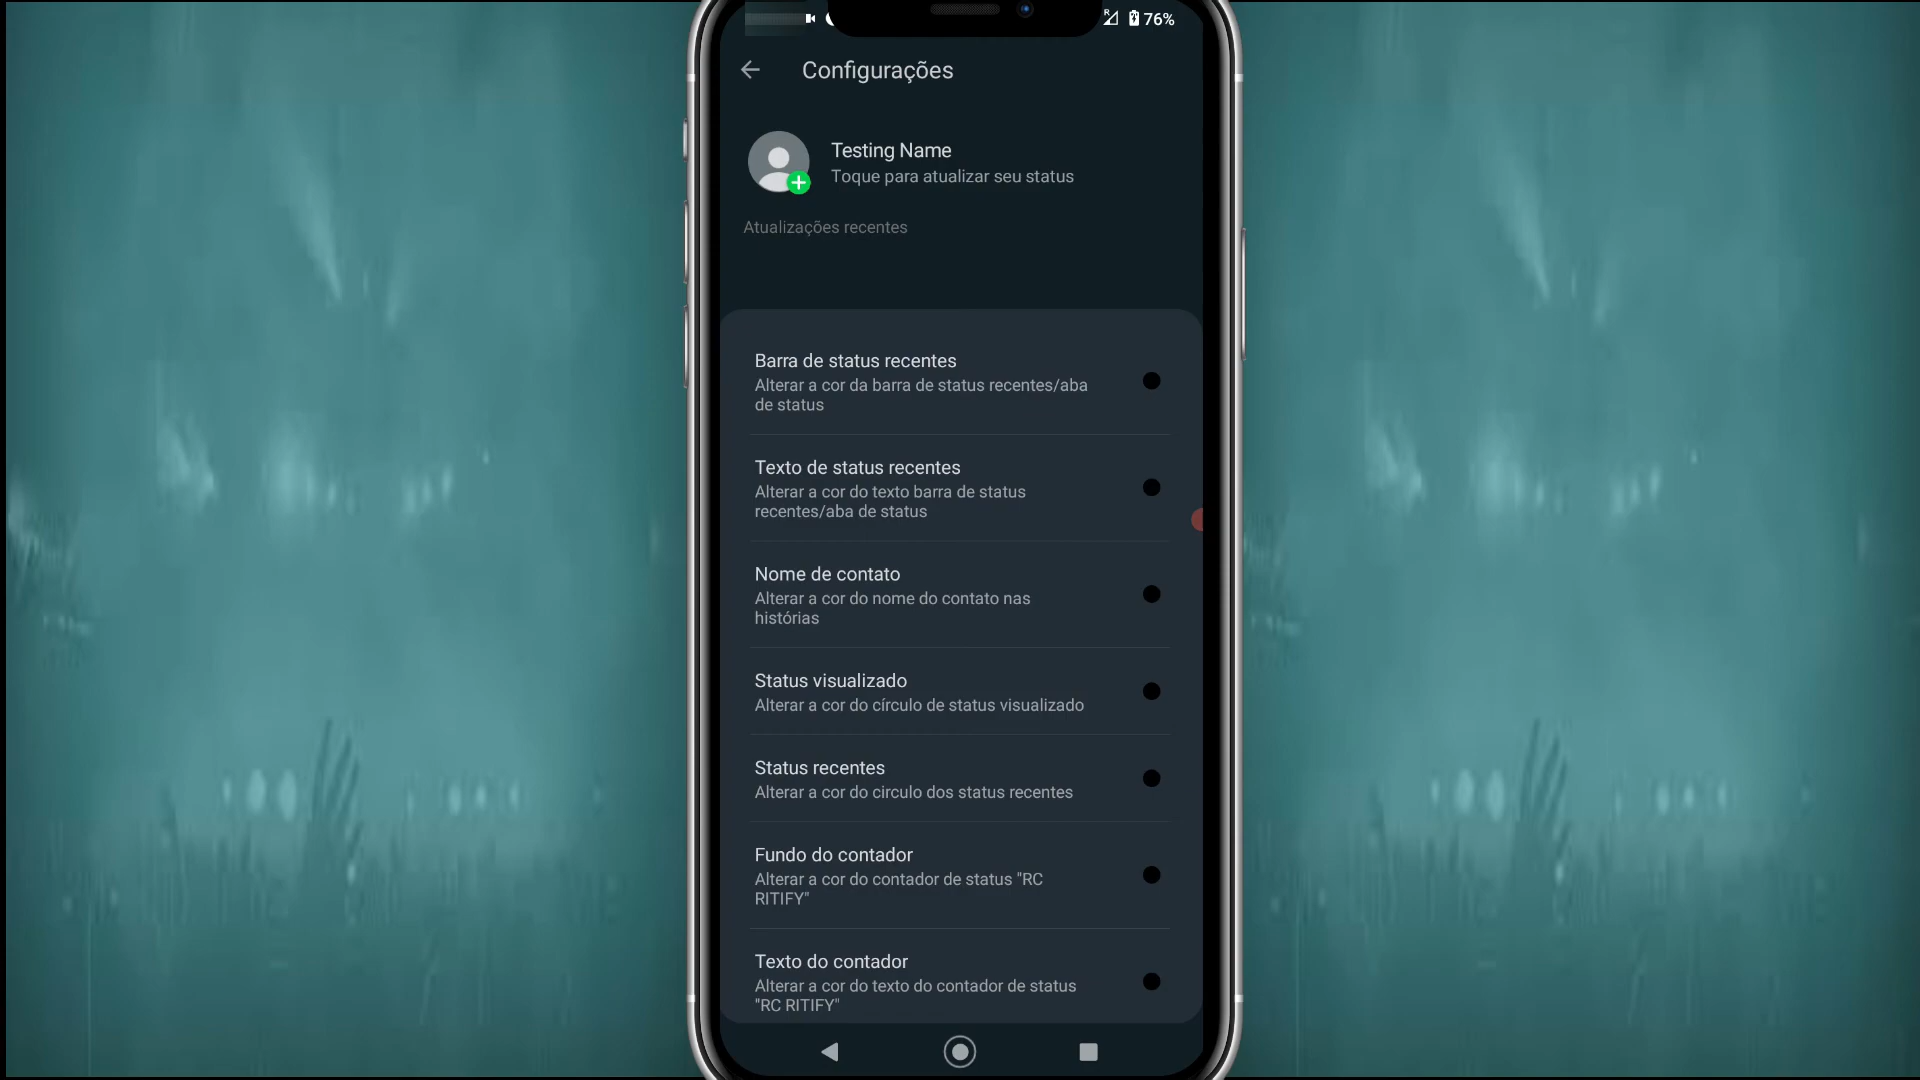 76%
Configurações
Testing Name
Toque para atualizar seu status
Atualizações recentes
Barra de status recentes
Alterar a cor da barra de status recentes/aba
de status
Texto de status recentes
Alterar a cor do texto barra de status
recentes/aba de status
Nome de contato
Alterar a cor do nome do contato nas
histórias
Status visualizado
Alterar a cor do círculo de status visualizado
Status recentes
Alterar a cor do circulo dos status recentes
Fundo do contador
Alterar a cor do contador de status "RC
RITIFY"
Texto do contador
Alterar a cor do texto do contador de status
"RC RITIFY"